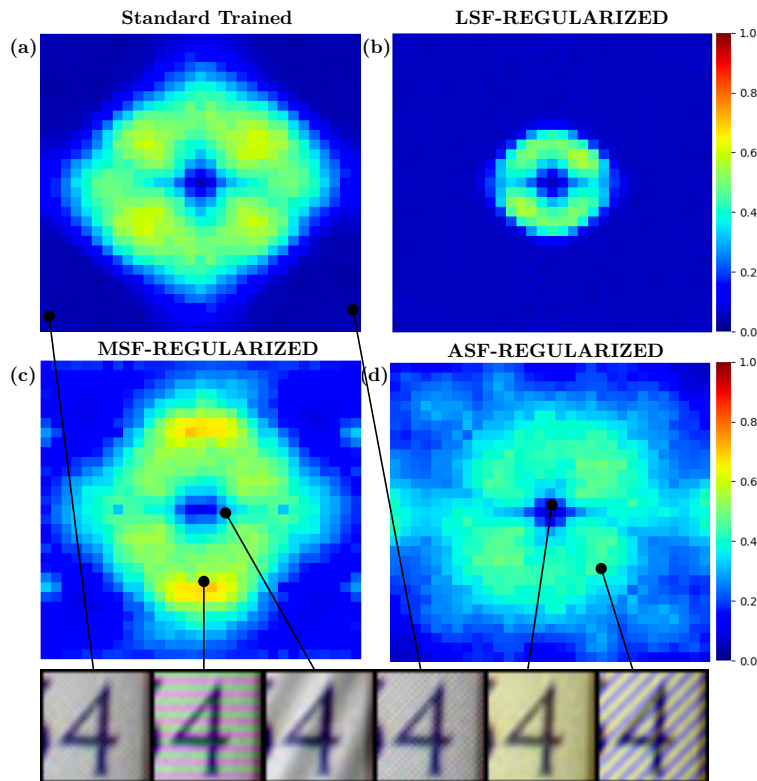 Standard Trained
LSF-REGULARIZED
(a)
(b)
1.0
0.8
0.6
0.4
0.2
0.0
MSF-REGULARIZED
ASF-REGULARIZED
(c)
(d)
1.0
0.8
0.6
0.4
0.2
0.0
4 4 4 4 4 4